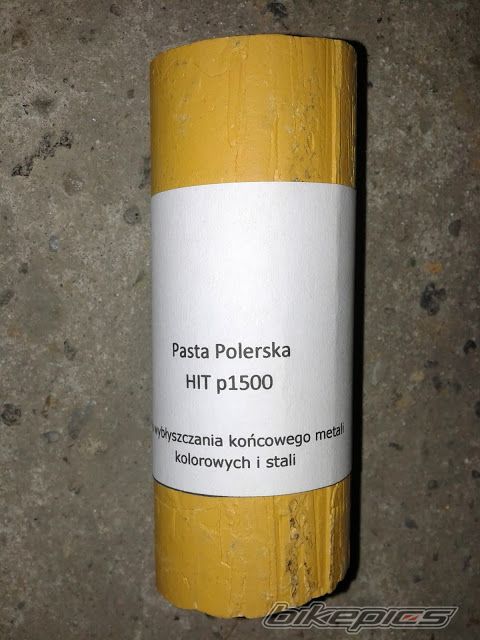 Pasta Polerska
HIT p1500
wybłyszczania końcowego metali
kolorowych i stali
bikepics